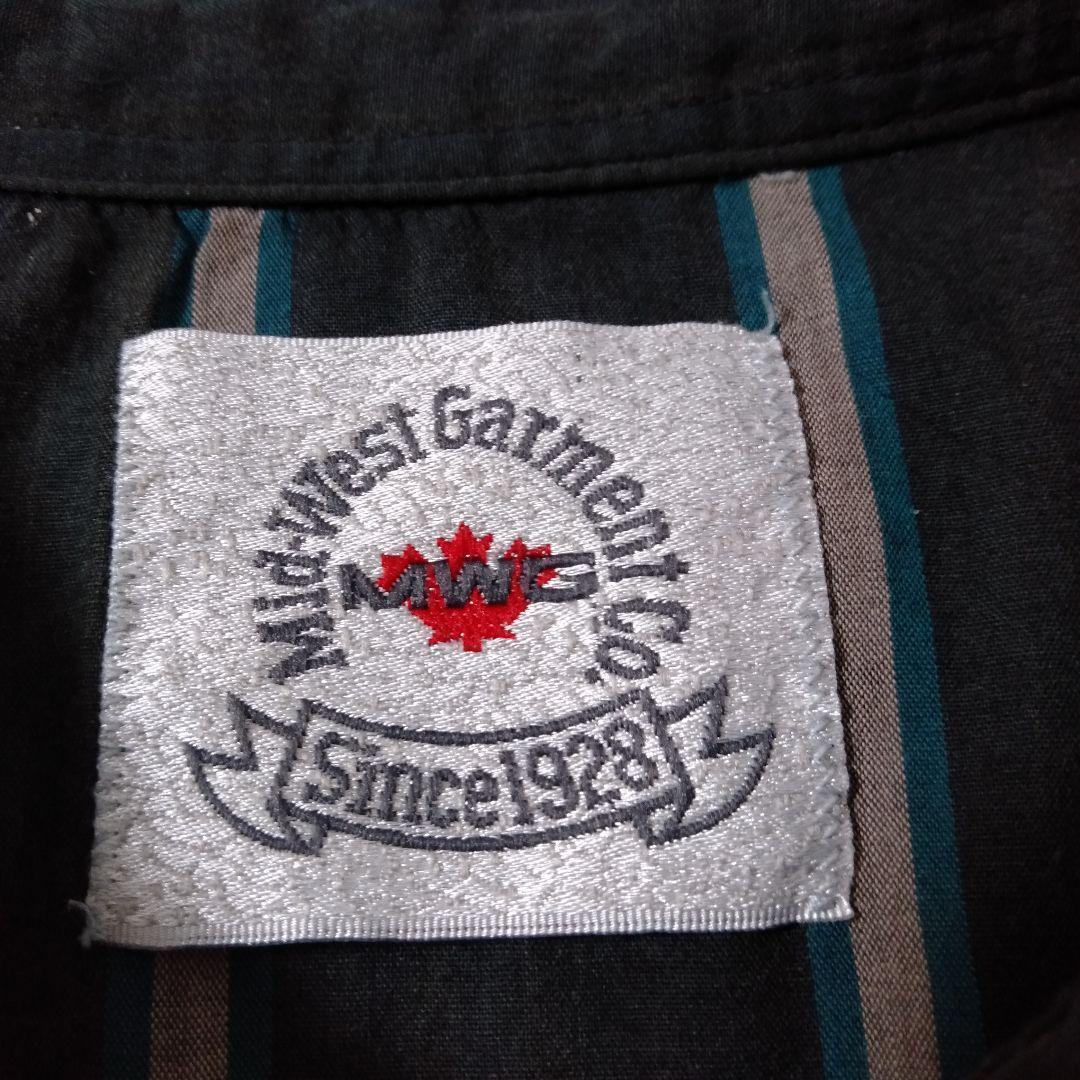 Mid-West Garment Co.
MWG
Since 1928